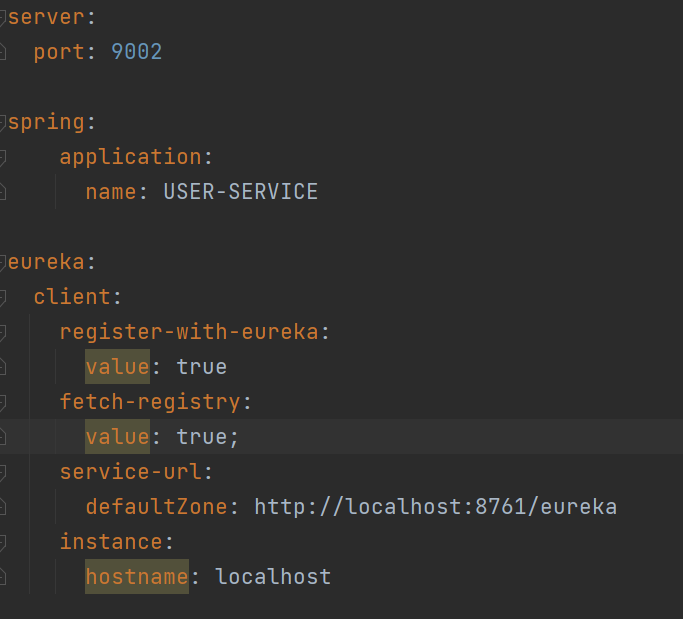 server:
  port: 9002
spring:
    application:
      name: USER-SERVICE
eureka:
  client:
    register-with-eureka:
      value: true
    fetch-registry:
      value: true;
    service-url:
      defaultZone: http://localhost:8761/eureka
    instance:
      hostname: localhost